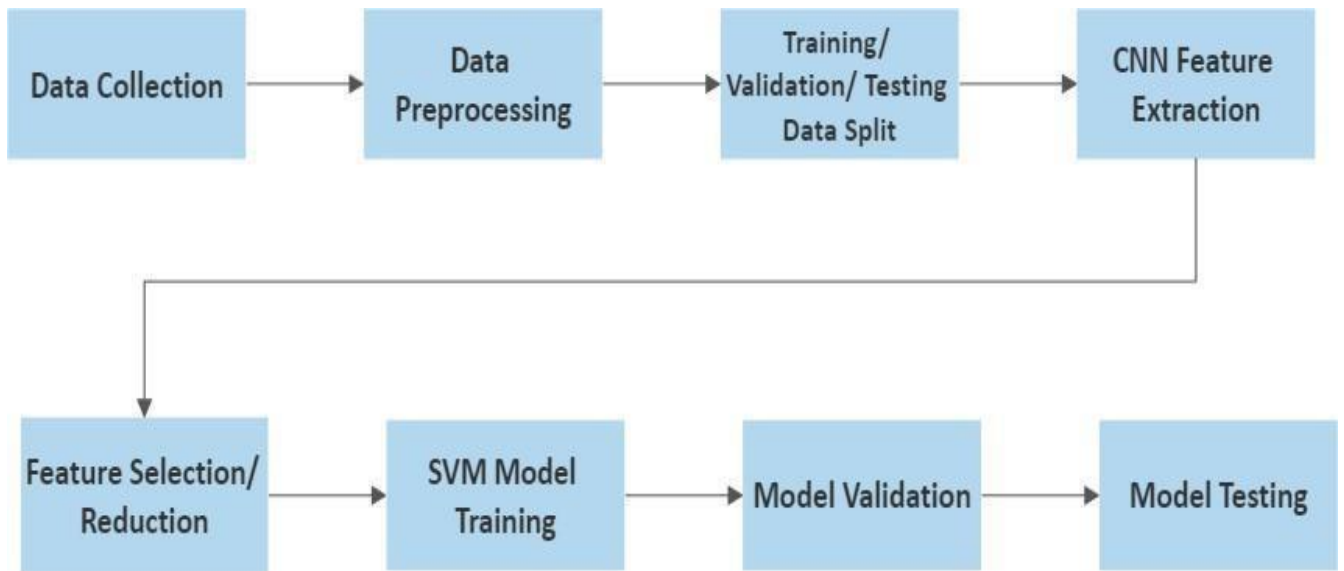 Data Collection
Data
Preprocessing
Training/
Validation/ Testing
Data Split
CNN Feature
Extraction
Feature Selection/
Reduction
SVM Model
Training
Model Validation
Model Testing